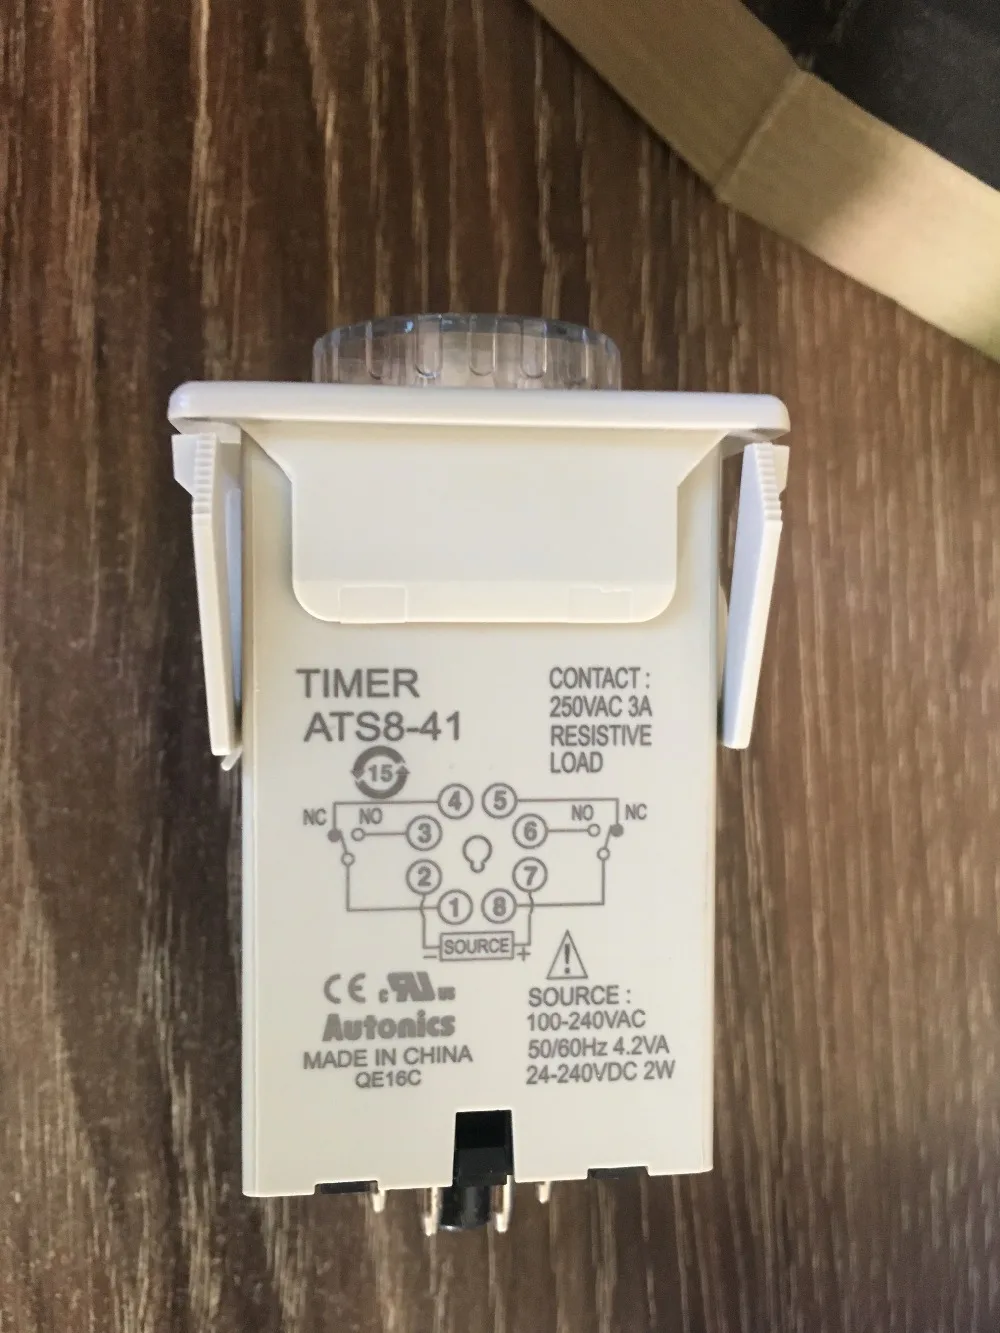 TIMER
ATS8-41
CONTACT :
250VAC 3A
RESISTIVE
LOAD
15
NC NO 4 5 NO NC
3 6
2 7
1 8
- SOURCE +
CE c RU us
Autonics
MADE IN CHINA
QE16C
SOURCE :
100-240VAC
50/60Hz 4.2VA
24-240VDC 2W